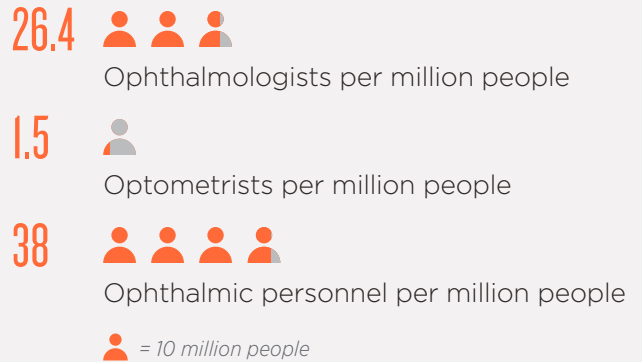 26.4
Ophthalmologists per million people
1.5
Optometrists per million people
38
Ophthalmic personnel per million people
= 10 million people